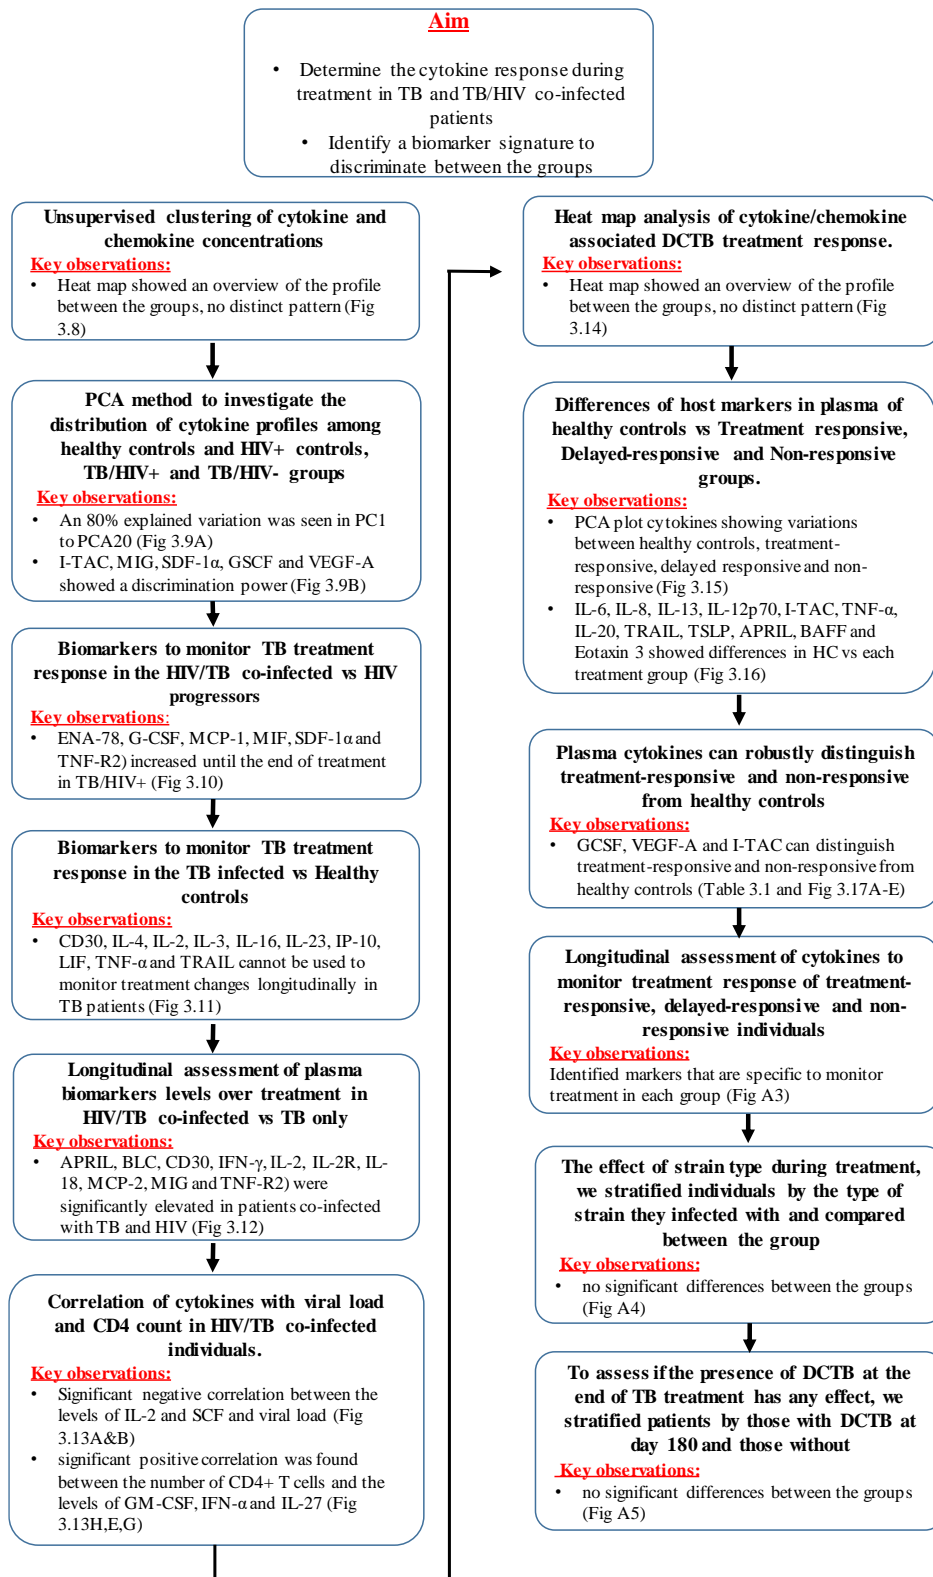 Aim
• Determine the cytokine response during
treatment in TB and TB/HIV co-infected
patients
• Identify a biomarker signature to
discriminate between the groups
Unsupervised clustering of cytokine and
chemokine concentrations
Key observations:
• Heat map showed an overview of the profile
between the groups, no distinct pattern (Fig
3.8)
PCA method to investigate the
distribution of cytokine profiles among
healthy controls and HIV+ controls,
TB/HIV+ and TB/HIV- groups
Key observations:
• An 80% explained variation was seen in PC1
to PCA20 (Fig 3.9A)
• I-TAC, MIG, SDF-1α, GSCF and VEGF-A
showed a discrimination power (Fig 3.9B)
Biomarkers to monitor TB treatment
response in the HIV/TB co-infected vs HIV
progressors
Key observations:
• ENA-78, G-CSF, MCP-1, MIF, SDF-1α and
TNF-R2) increased until the end of treatment
in TB/HIV+ (Fig 3.10)
Biomarkers to monitor TB treatment
response in the TB infected vs Healthy
controls
Key observations:
• CD30, IL-4, IL-2, IL-3, IL-16, IL-23, IP-10,
LIF, TNF-α and TRAIL cannot be used to
monitor treatment changes longitudinally in
TB patients (Fig 3.11)
Longitudinal assessment of plasma
biomarkers levels over treatment in
HIV/TB co-infected vs TB only
Key observations:
• APRIL, BLC, CD30, IFN-γ, IL-2, IL-2R, IL-
18, MCP-2, MIG and TNF-R2) were
significantly elevated in patients co-infected
with TB and HIV (Fig 3.12)
Correlation of cytokines with viral load
and CD4 count in HIV/TB co-infected
individuals.
Key observations:
• Significant negative correlation between the
levels of IL-2 and SCF and viral load (Fig
3.13A&B)
• significant positive correlation was found
between the number of CD4+ T cells and the
levels of GM-CSF, IFN-α and IL-27 (Fig
3.13H,E,G)
Heat map analysis of cytokine/chemokine
associated DCTB treatment response.
Key observations:
• Heat map showed an overview of the profile
between the groups, no distinct pattern (Fig
3.14)
Differences of host markers in plasma of
healthy controls vs Treatment responsive,
Delayed-responsive and Non-responsive
groups.
Key observations:
• PCA plot cytokines showing variations
between healthy controls, treatment-
responsive, delayed responsive and non-
responsive (Fig 3.15)
• IL-6, IL-8, IL-13, IL-12p70, I-TAC, TNF-α,
IL-20, TRAIL, TSLP, APRIL, BAFF and
Eotaxin 3 showed differences in HC vs each
treatment group (Fig 3.16)
Plasma cytokines can robustly distinguish
treatment-responsive and non-responsive
from healthy controls
Key observations:
• GCSF, VEGF-A and I-TAC can distinguish
treatment-responsive and non-responsive from
healthy controls (Table 3.1 and Fig 3.17A-E)
Longitudinal assessment of cytokines to
monitor treatment response of treatment-
responsive, delayed-responsive and non-
responsive individuals
Key observations:
Identified markers that are specific to monitor
treatment in each group (Fig A3)
The effect of strain type during treatment,
we stratified individuals by the type of
strain they infected with and compared
between the group
Key observations:
• no significant differences between the groups
(Fig A4)
To assess if the presence of DCTB at the
end of TB treatment has any effect, we
stratified patients by those with DCTB at
day 180 and those without
Key observations:
• no significant differences between the groups
(Fig A5)